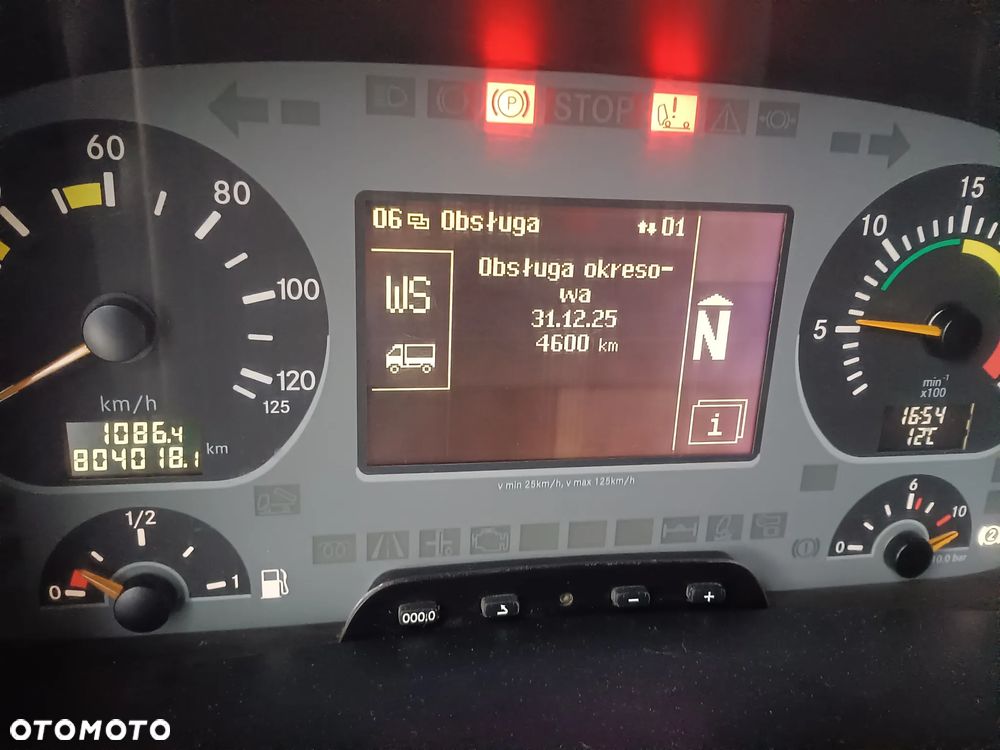 P
STOP
!
60
80
100
120
125
km/h
1086.4
804018.1 km
06 Obsługa 01
WS
Obsługa okreso-
wa
31.12.25
4600 km
N
i
v min 25km/h, v max 125km/h
5
10
15
min⁻¹
x100
16:54
12°C
0
1/2
1
0
6
10
10.0 bar
2
000.0
−
+
OTOMOTO